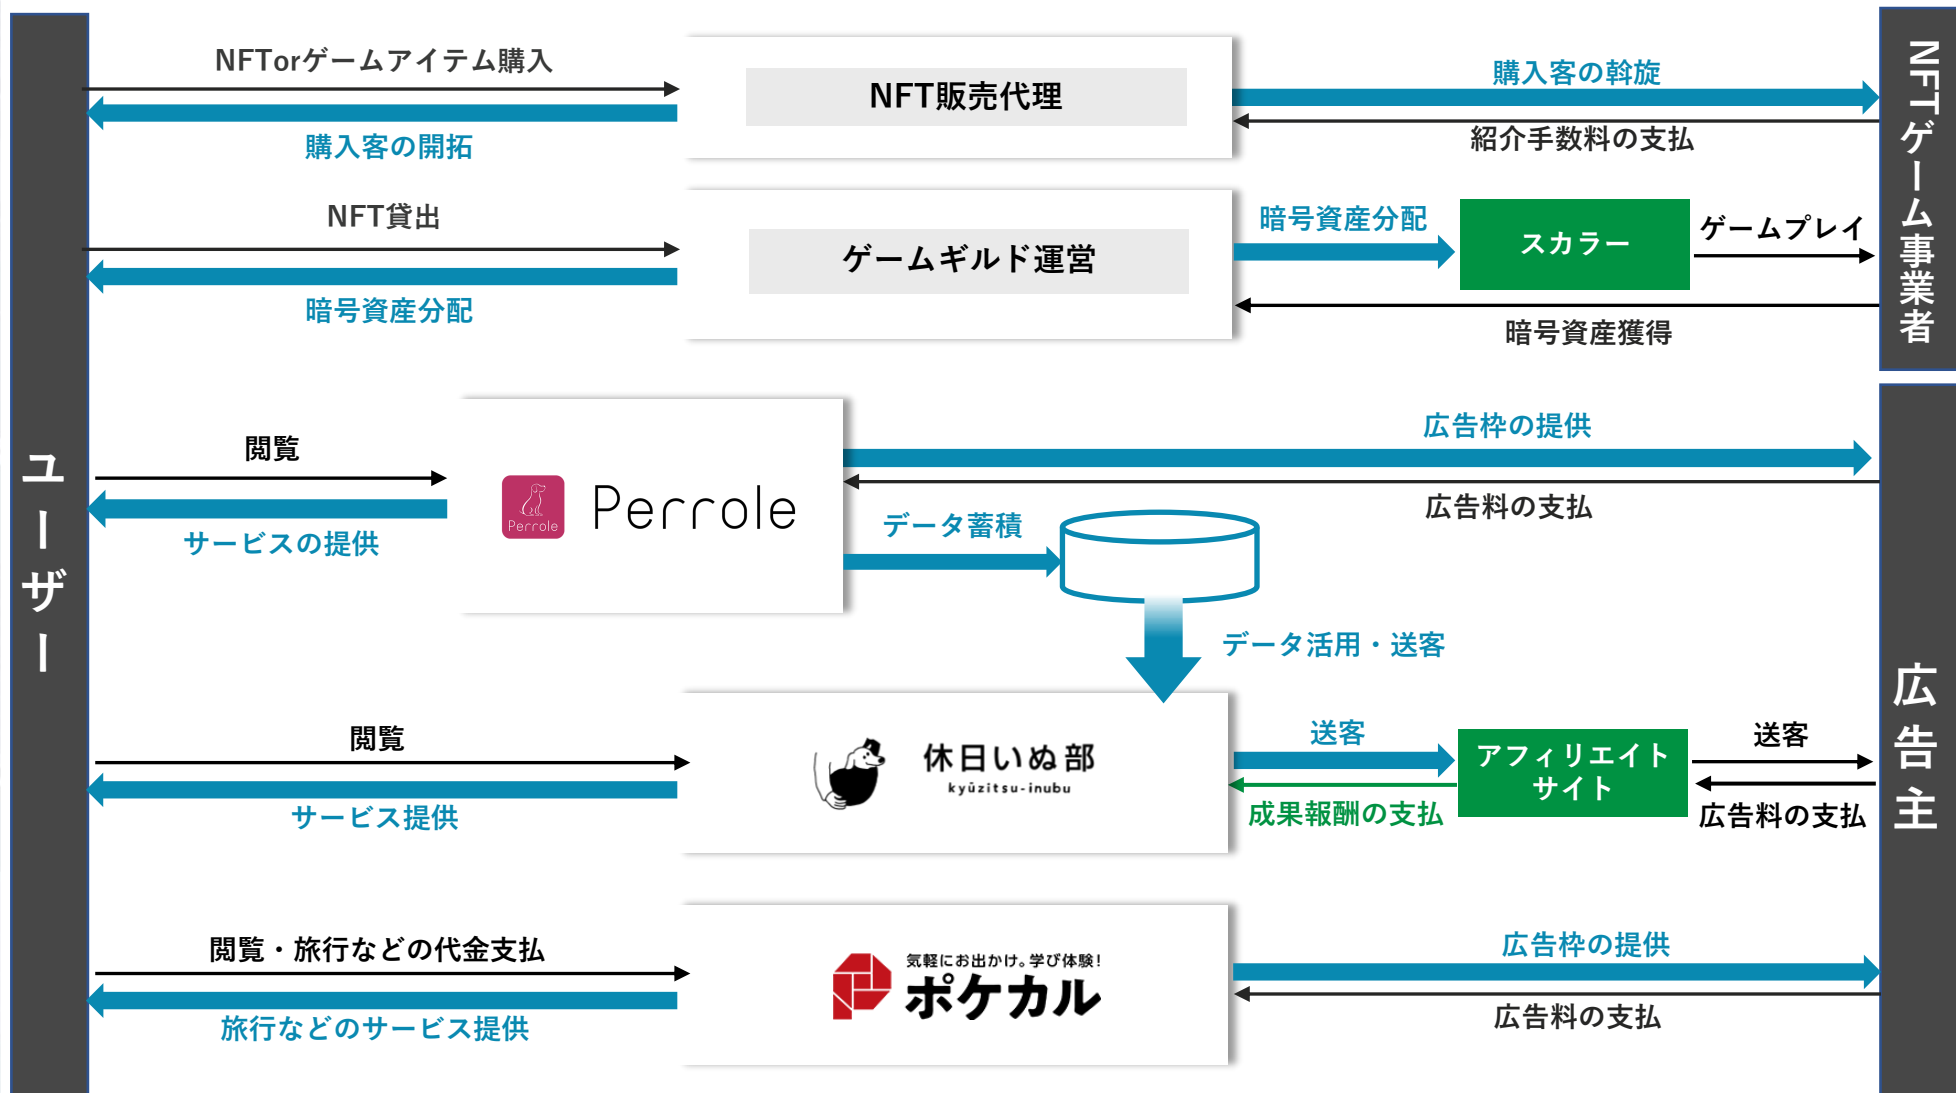 ユーザー
NFTorゲームアイテム購入
購入客の開拓
NFT販売代理
購入客の斡旋
紹介手数料の支払
NFTゲーム事業者
NFT貸出
暗号資産分配
ゲームギルド運営
暗号資産分配
スカラー
ゲームプレイ
暗号資産獲得
閲覧
サービスの提供
Perrole
Perrole
広告枠の提供
広告料の支払
データ蓄積
データ活用・送客
広告主
閲覧
サービス提供
休日いぬ部
kyūzitsu-inubu
送客
成果報酬の支払
アフィリエイト
サイト
送客
広告料の支払
閲覧・旅行などの代金支払
旅行などのサービス提供
気軽にお出かけ。学び体験!
ポケカル
広告枠の提供
広告料の支払